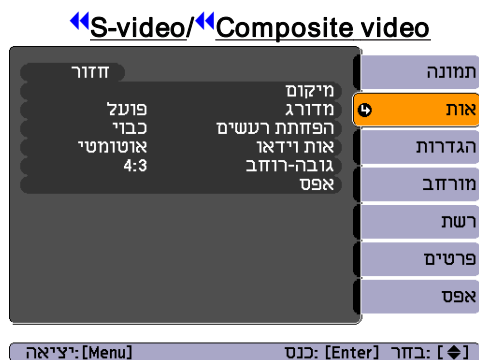 S-video/Composite video
חזור
מיקום
מדורג פועל
הפחתת רעשים כבוי
אות וידאו אוטומטי
גובה-רוחב 4:3
אפס
תמונה
אות
הגדרות
מורחב
רשת
פרטים
אפס
[Menu]:יציאה [Enter] :כנס [ ]: בחר